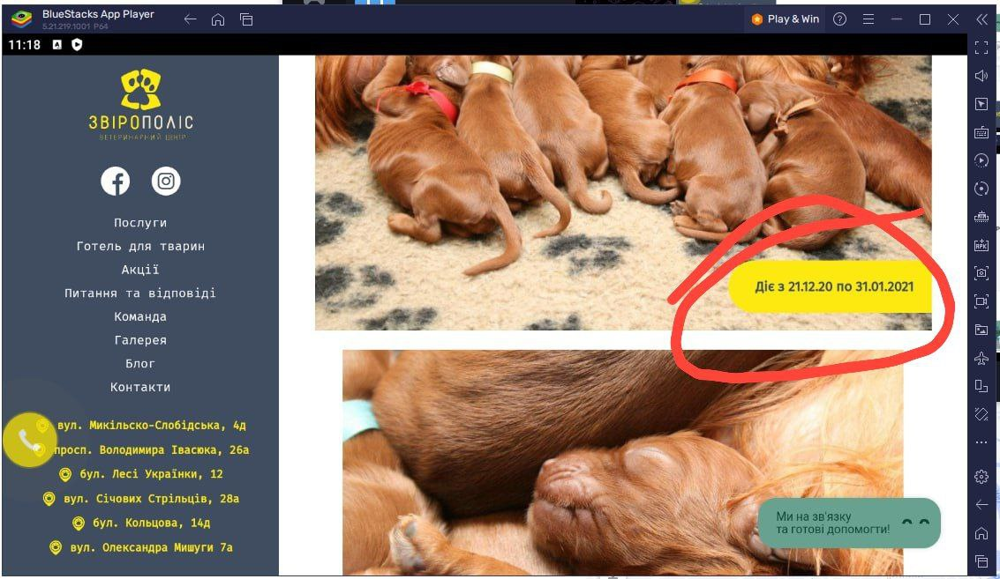 BlueStacks App Player
5.21.219.1001 P64
Play & Win
11:18
ЗВІРОПОЛІС
ВЕТЕРИНАРНИЙ ЦЕНТР
Послуги
Готель для тварин
Акції
Питання та відповіді
Команда
Галерея
Блог
Контакти
вул. Микільско-Слобідська, 4д
просп. Володимира Івасюка, 26а
бул. Лесі Українки, 12
вул. Січових Стрільців, 28а
бул. Кольцова, 14д
вул. Олександра Мишуги 7а
Діє з 21.12.20 по 31.01.2021
Ми на зв'язку
та готові допомогти!